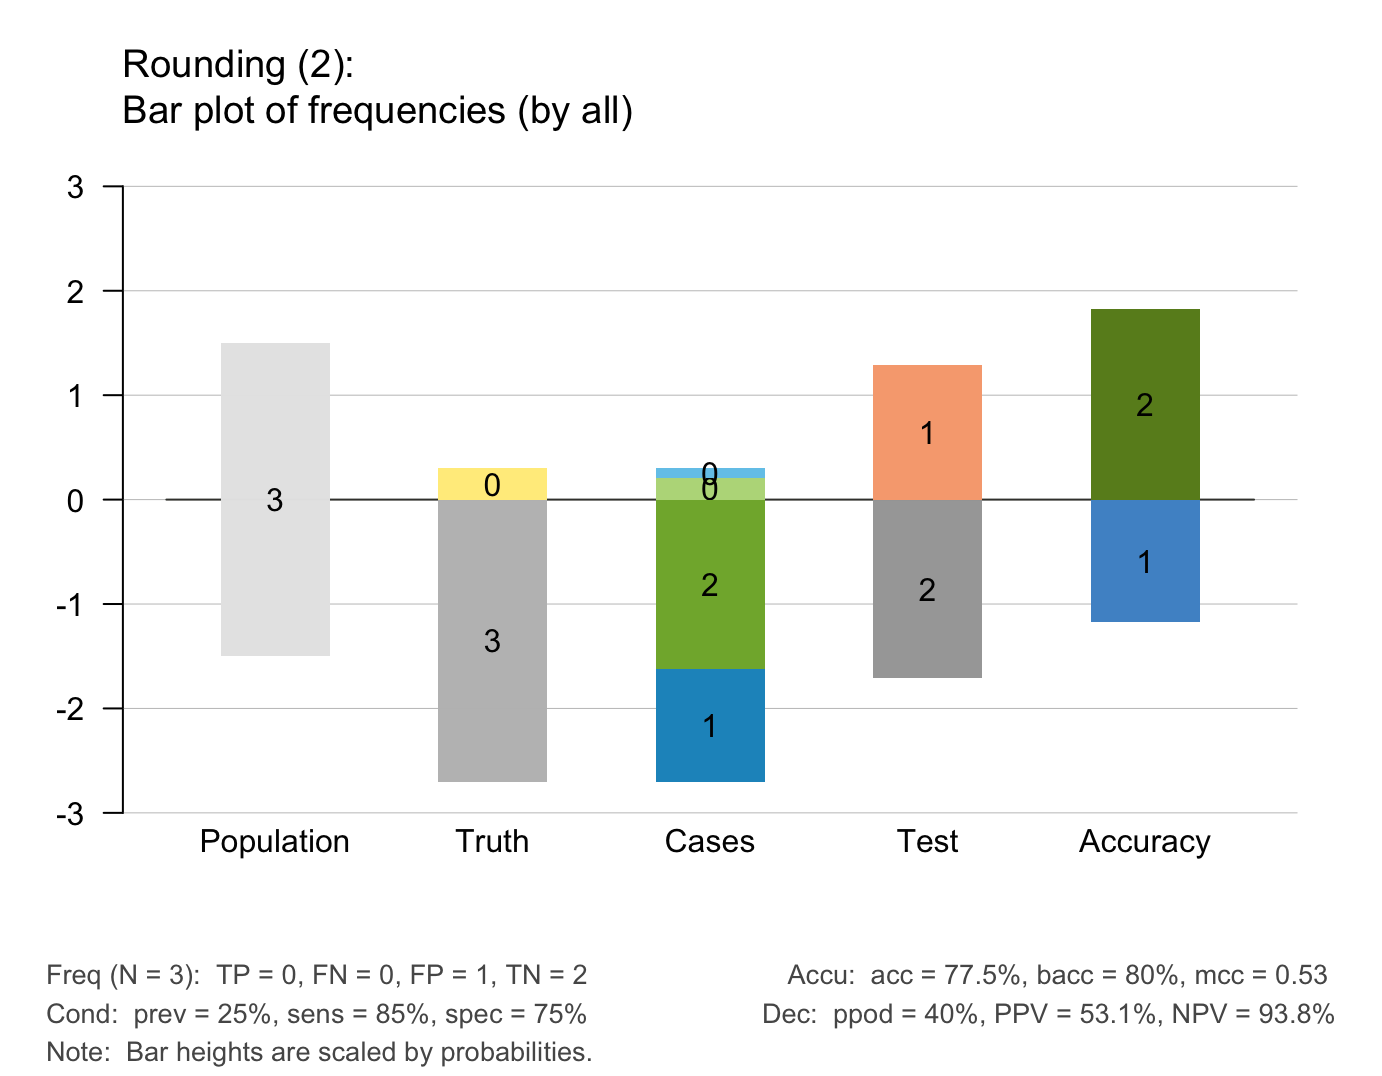 Rounding (2):
Bar plot of frequencies (by all)
3
2
1
0
-1
-2
-3
3
0
3
0
0
2
1
1
2
2
1
Population Truth Cases Test Accuracy
Freq (N = 3):  TP = 0, FN = 0, FP = 1, TN = 2
Cond:  prev = 25%, sens = 85%, spec = 75%
Note:  Bar heights are scaled by probabilities.
Accu:  acc = 77.5%, bacc = 80%, mcc = 0.53
Dec:  ppod = 40%, PPV = 53.1%, NPV = 93.8%